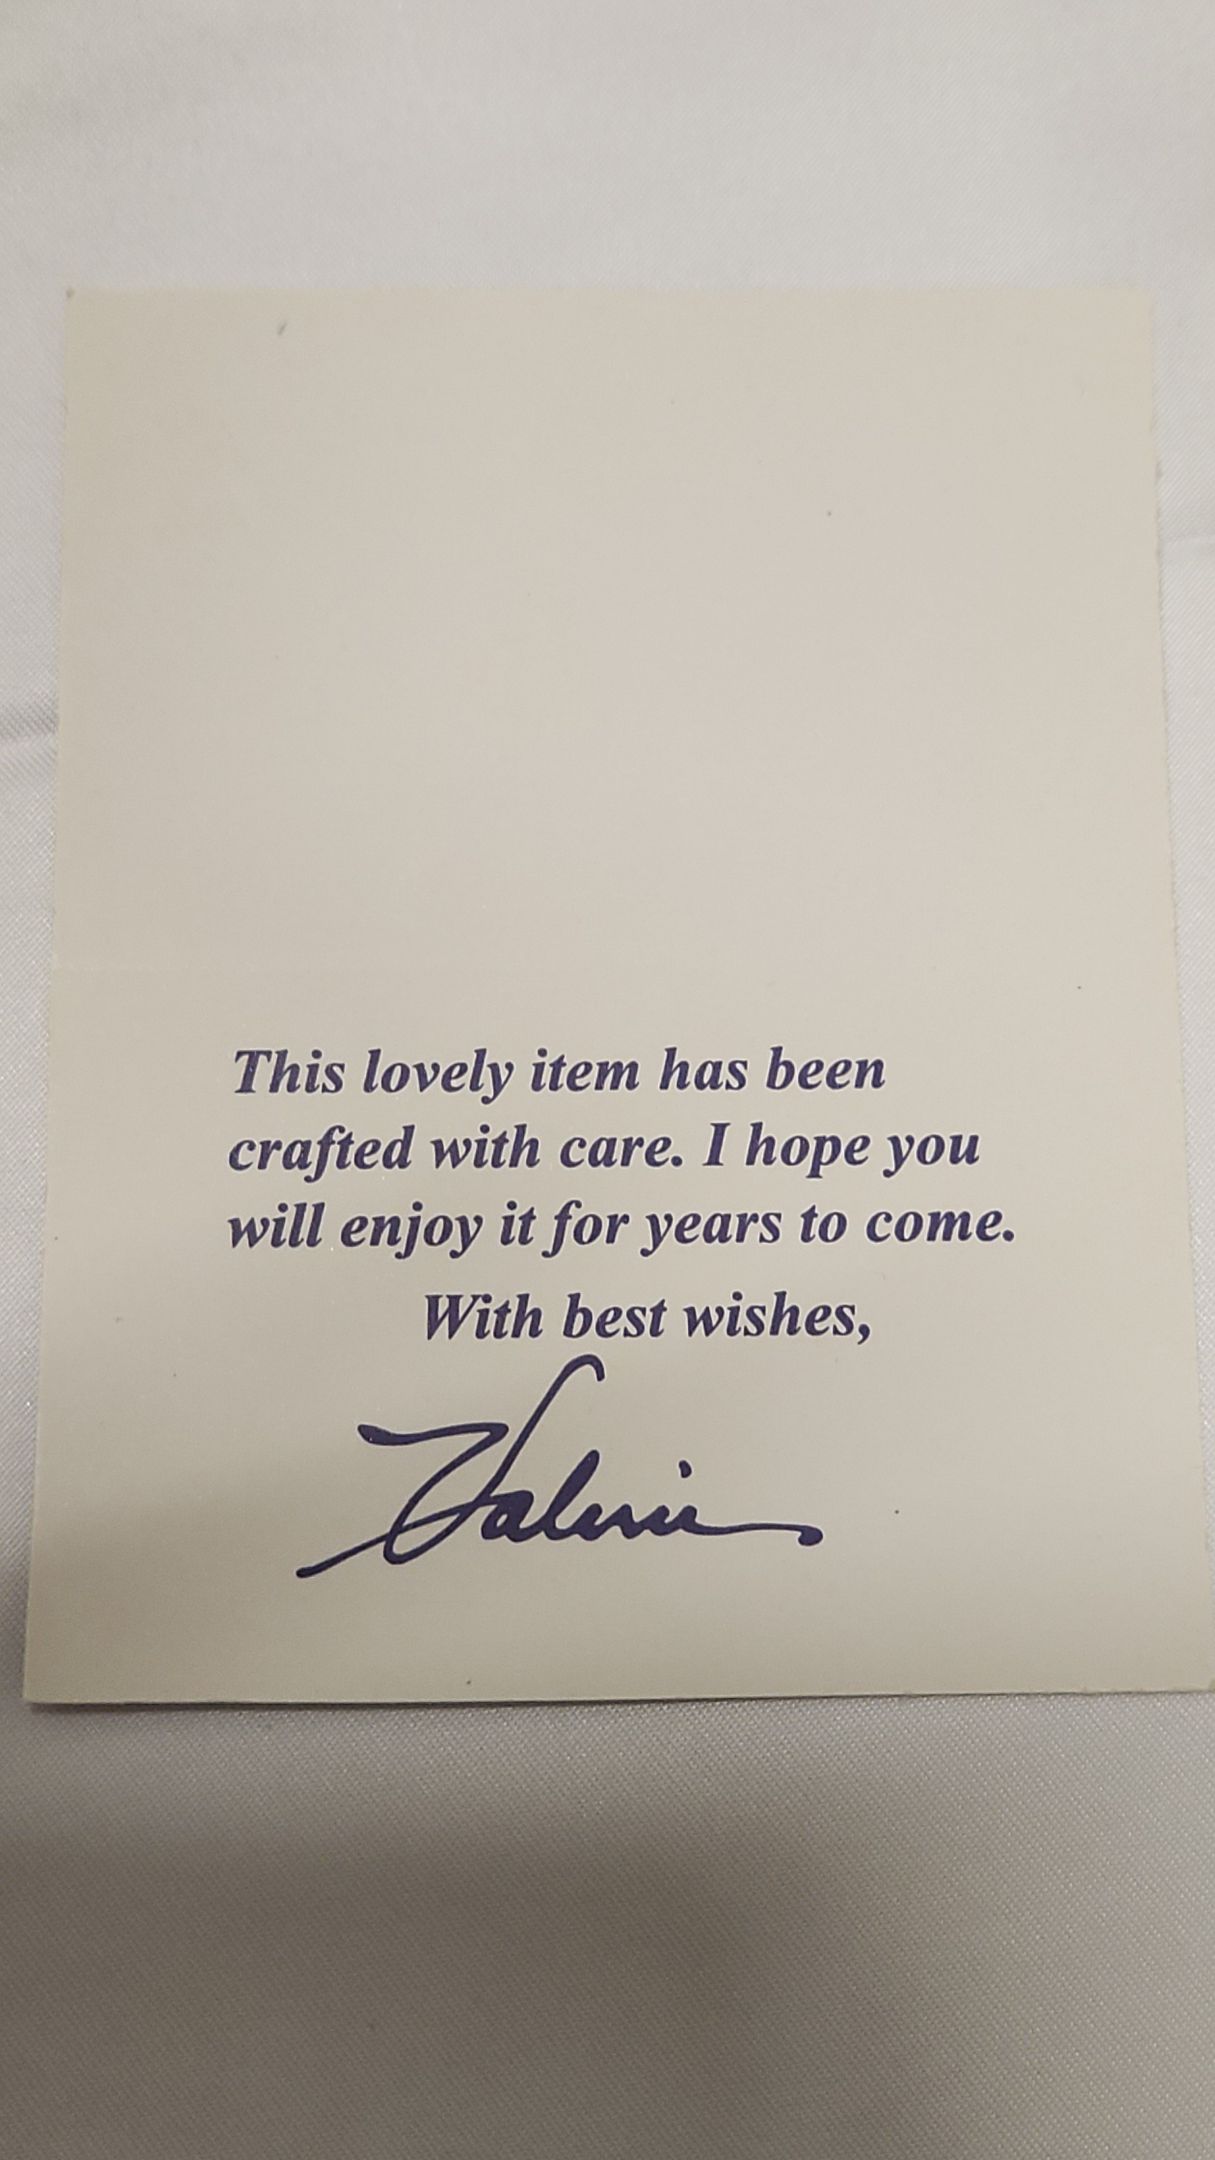 This lovely item has been
crafted with care. I hope you
will enjoy it for years to come.
With best wishes,
Valerie